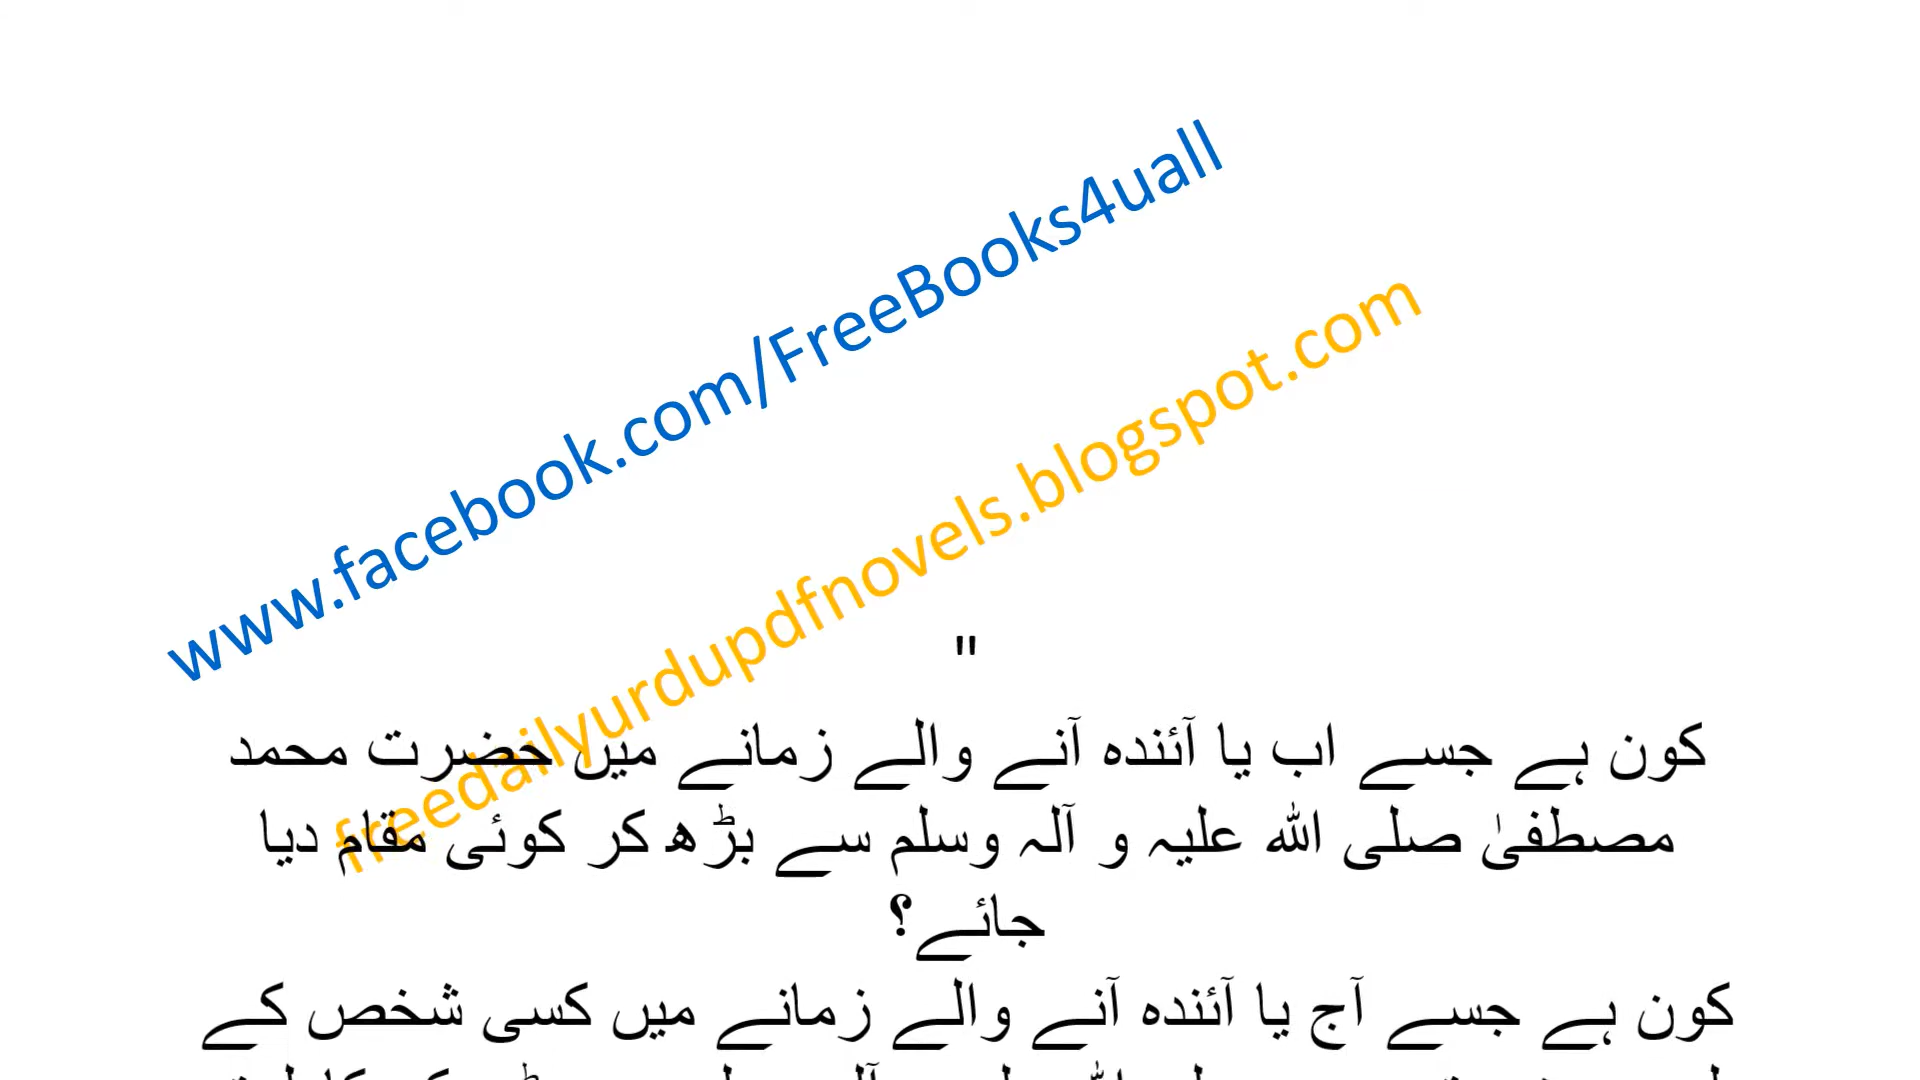 www.facebook.com/FreeBooks4uall
freedailyurdupdfnovels.blogspot.com
"
کون ہے جسے اب یا آئندہ آنے والے زمانے میں حضرت محمد
مصطفیٰ صلی اللہ علیہ و آلہ وسلم سے بڑھ کر کوئی مقام دیا
جائے؟
کون ہے جسے آج یا آئندہ آنے والے زمانے میں کسی شخص کے